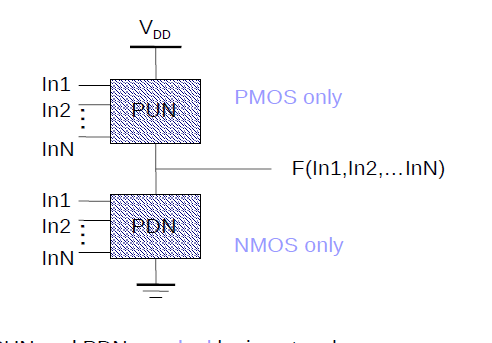 VDD
In1
In2
PUN
PMOS only
InN
F(In1,In2,…InN)
In1
In2
PDN
NMOS only
InN